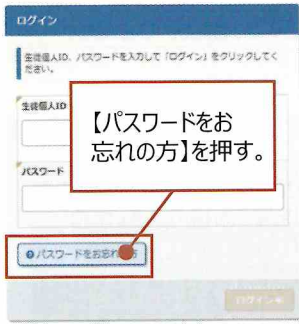 ログイン
生徒個人ID、パスワードを入力して「ログイン」をクリックしてく
ださい。
生徒個人ID
【パスワードをお
忘れの方】を押す。
パスワード
パスワードをお忘れ
方
ログイン